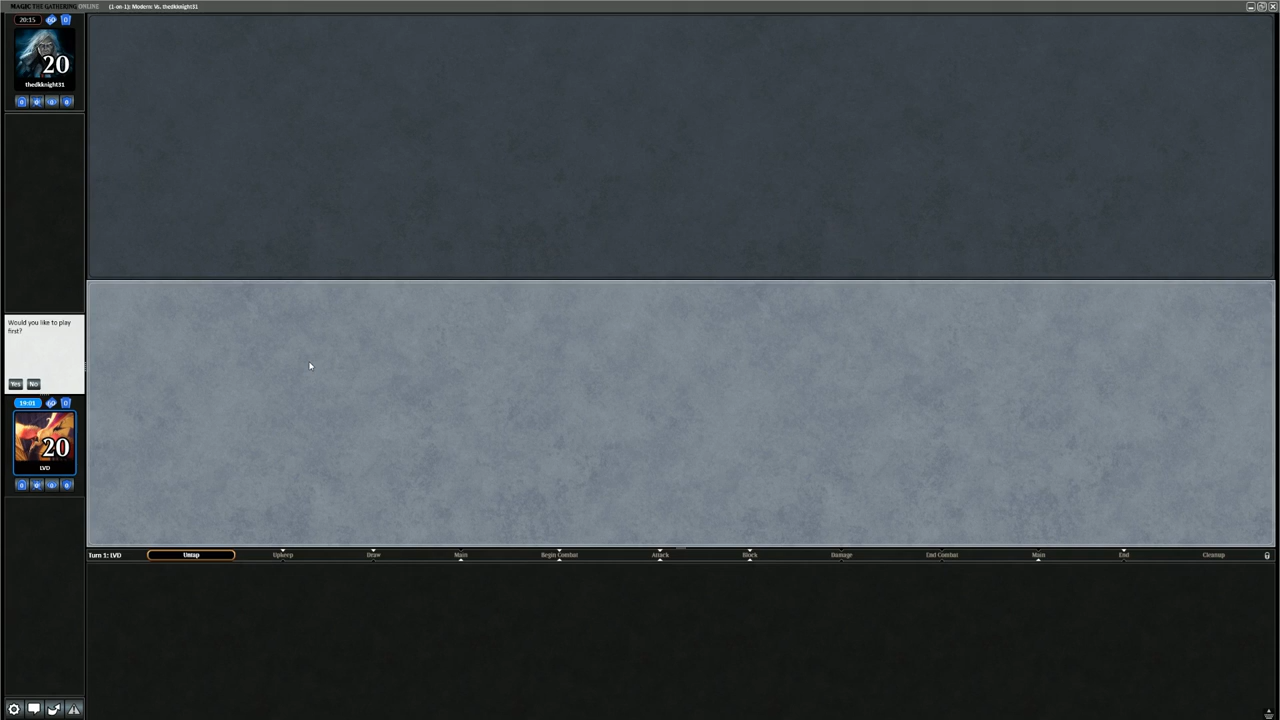 MAGIC THE GATHERING ONLINE (1-on-1): Modern: Vs. thedkknight31
20:15 60 0
20
thedkknight31
0 0 0 0
Would you like to play
first?
Yes No
19:01 60 0
20
LVD
0 0 0 0
Turn 1: LVD Untap Upkeep Draw Main Begin Combat Attack Block Damage End Combat Main End Cleanup